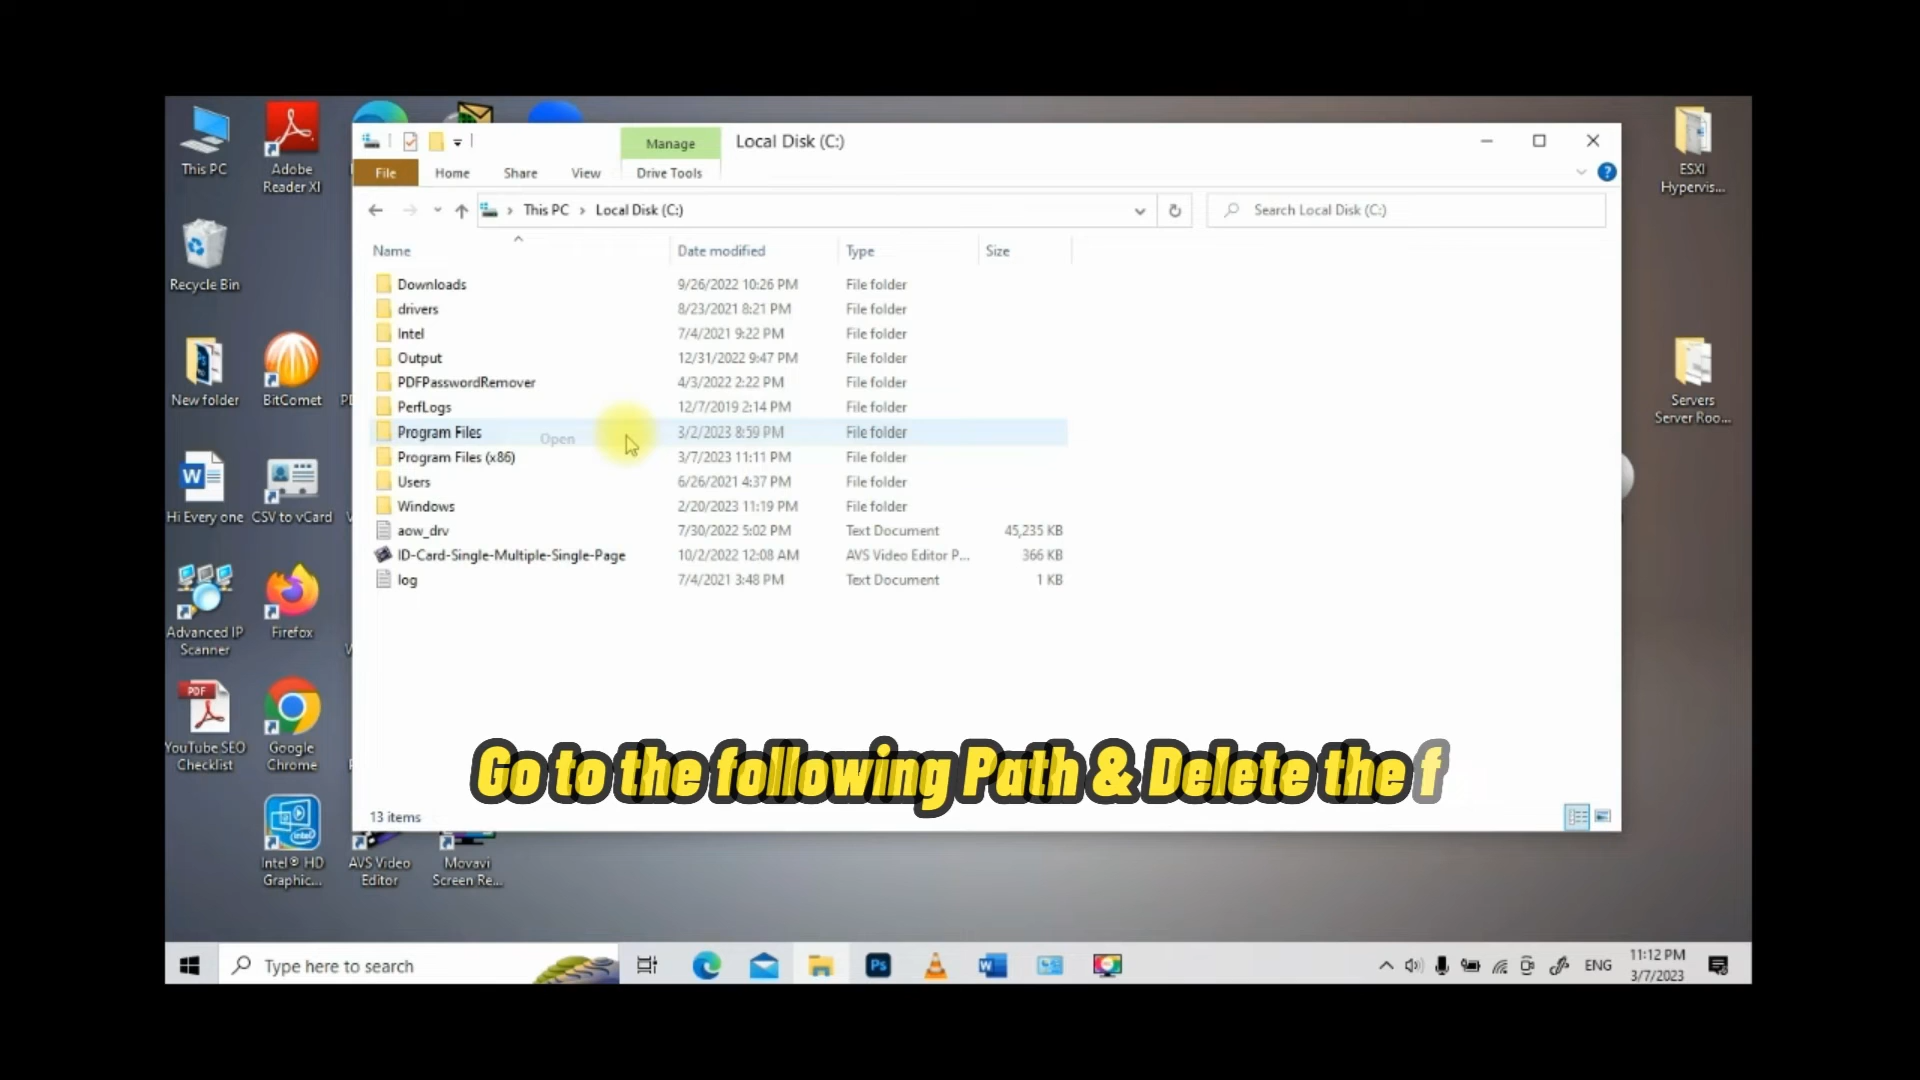 This PC
Adobe
Reader XI
Recycle Bin
New folder
BitComet
Hi Every one
CSV to vCard
Advanced IP
Scanner
Firefox
PDF
YouTube SEO
Checklist
Google
Chrome
Intel® HD
Graphic...
AVS Video
Editor
Movavi
Screen Re...
ESXI
Hypervis...
Servers
Server Roo...
Manage
Local Disk (C:)
File
Home
Share
View
Drive Tools
This PC > Local Disk (C:)
Search Local Disk (C:)
Name
Date modified
Type
Size
Downloads 9/26/2022 10:26 PM File folder
drivers 8/23/2021 8:21 PM File folder
Intel 7/4/2021 9:22 PM File folder
Output 12/31/2022 9:47 PM File folder
PDFPasswordRemover 4/3/2022 2:22 PM File folder
PerfLogs 12/7/2019 2:14 PM File folder
Program Files 3/2/2023 8:59 PM File folder
Open
Program Files (x86) 3/7/2023 11:11 PM File folder
Users 6/26/2021 4:37 PM File folder
Windows 2/20/2023 11:19 PM File folder
aow_drv 7/30/2022 5:02 PM Text Document 45,235 KB
ID-Card-Single-Multiple-Single-Page 10/2/2022 12:08 AM AVS Video Editor P... 366 KB
log 7/4/2021 3:48 PM Text Document 1 KB
Go to the following Path & Delete the f
13 items
Type here to search
Ps
ENG
11:12 PM
3/7/2023